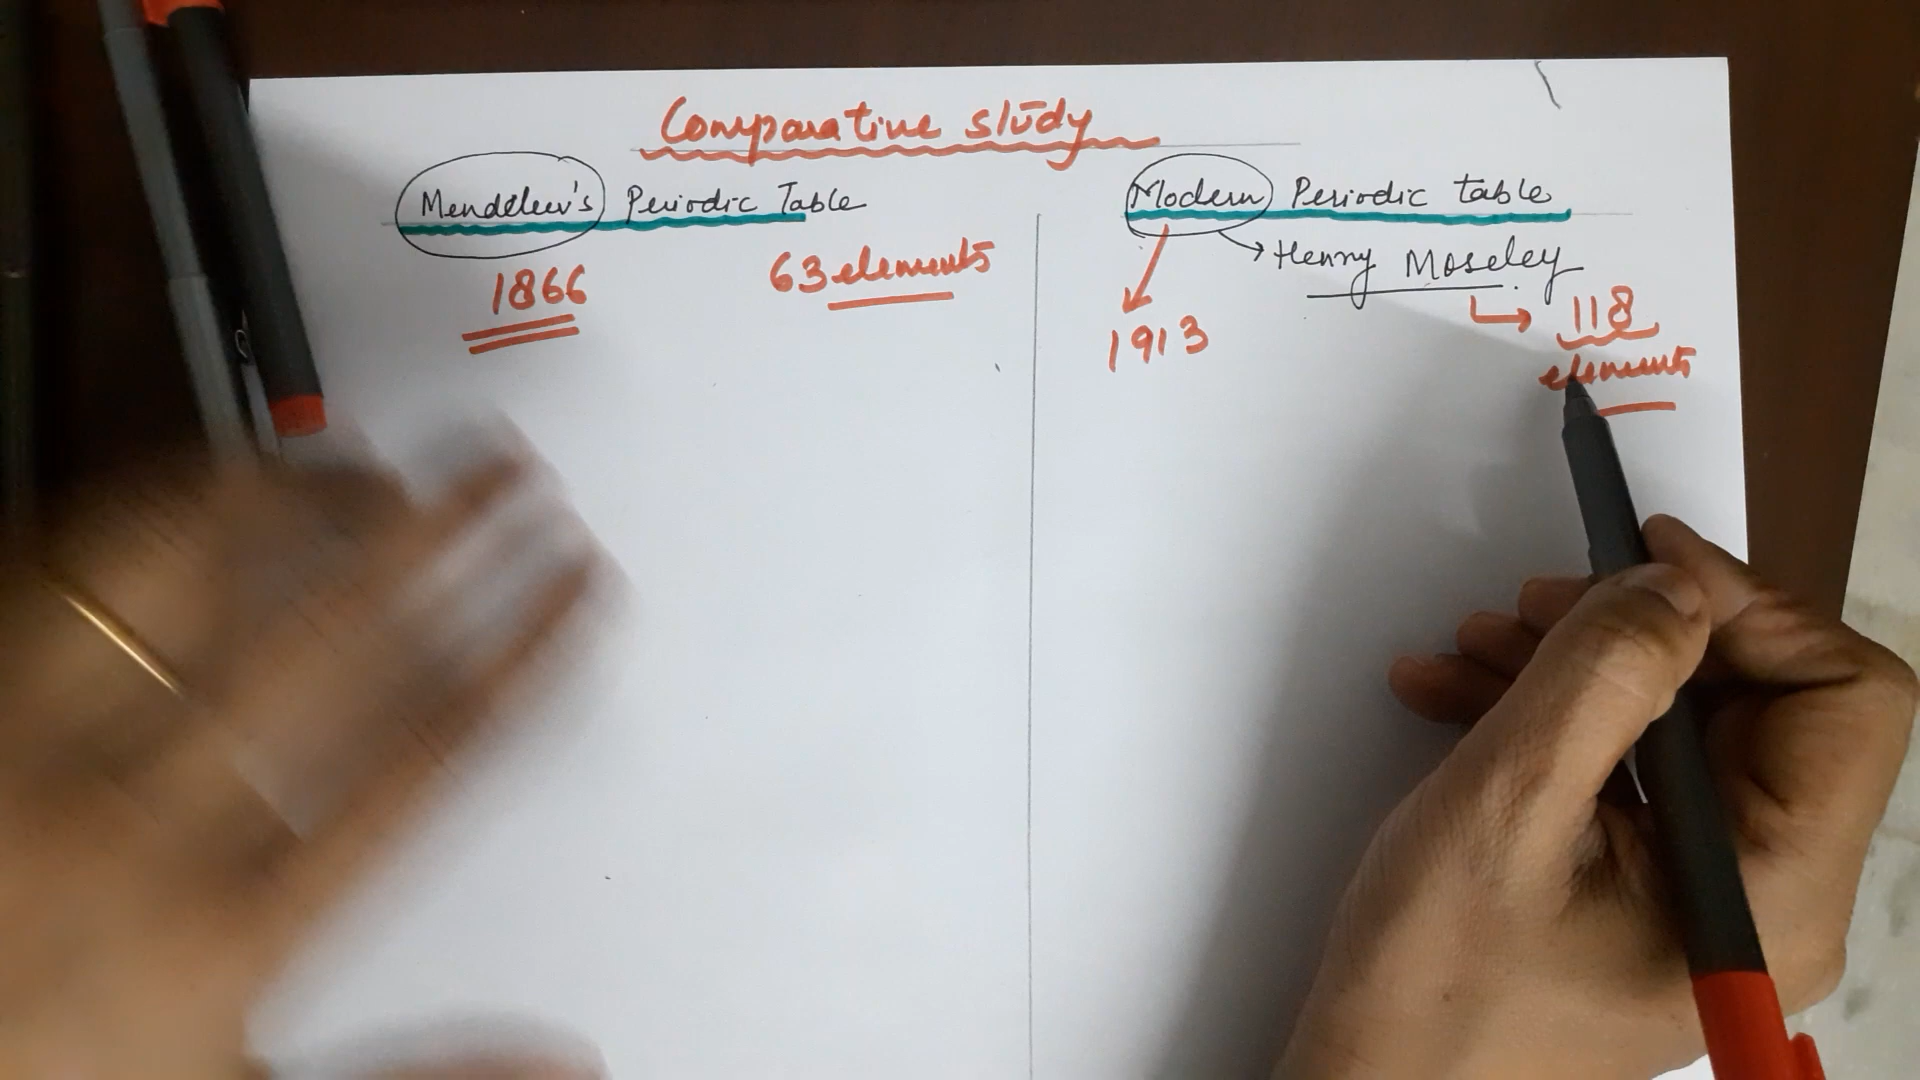 Comparative study
Mendeleev's Periodic Table
1866
63 elements
Modern Periodic table
Henry Moseley
1913
118
elements